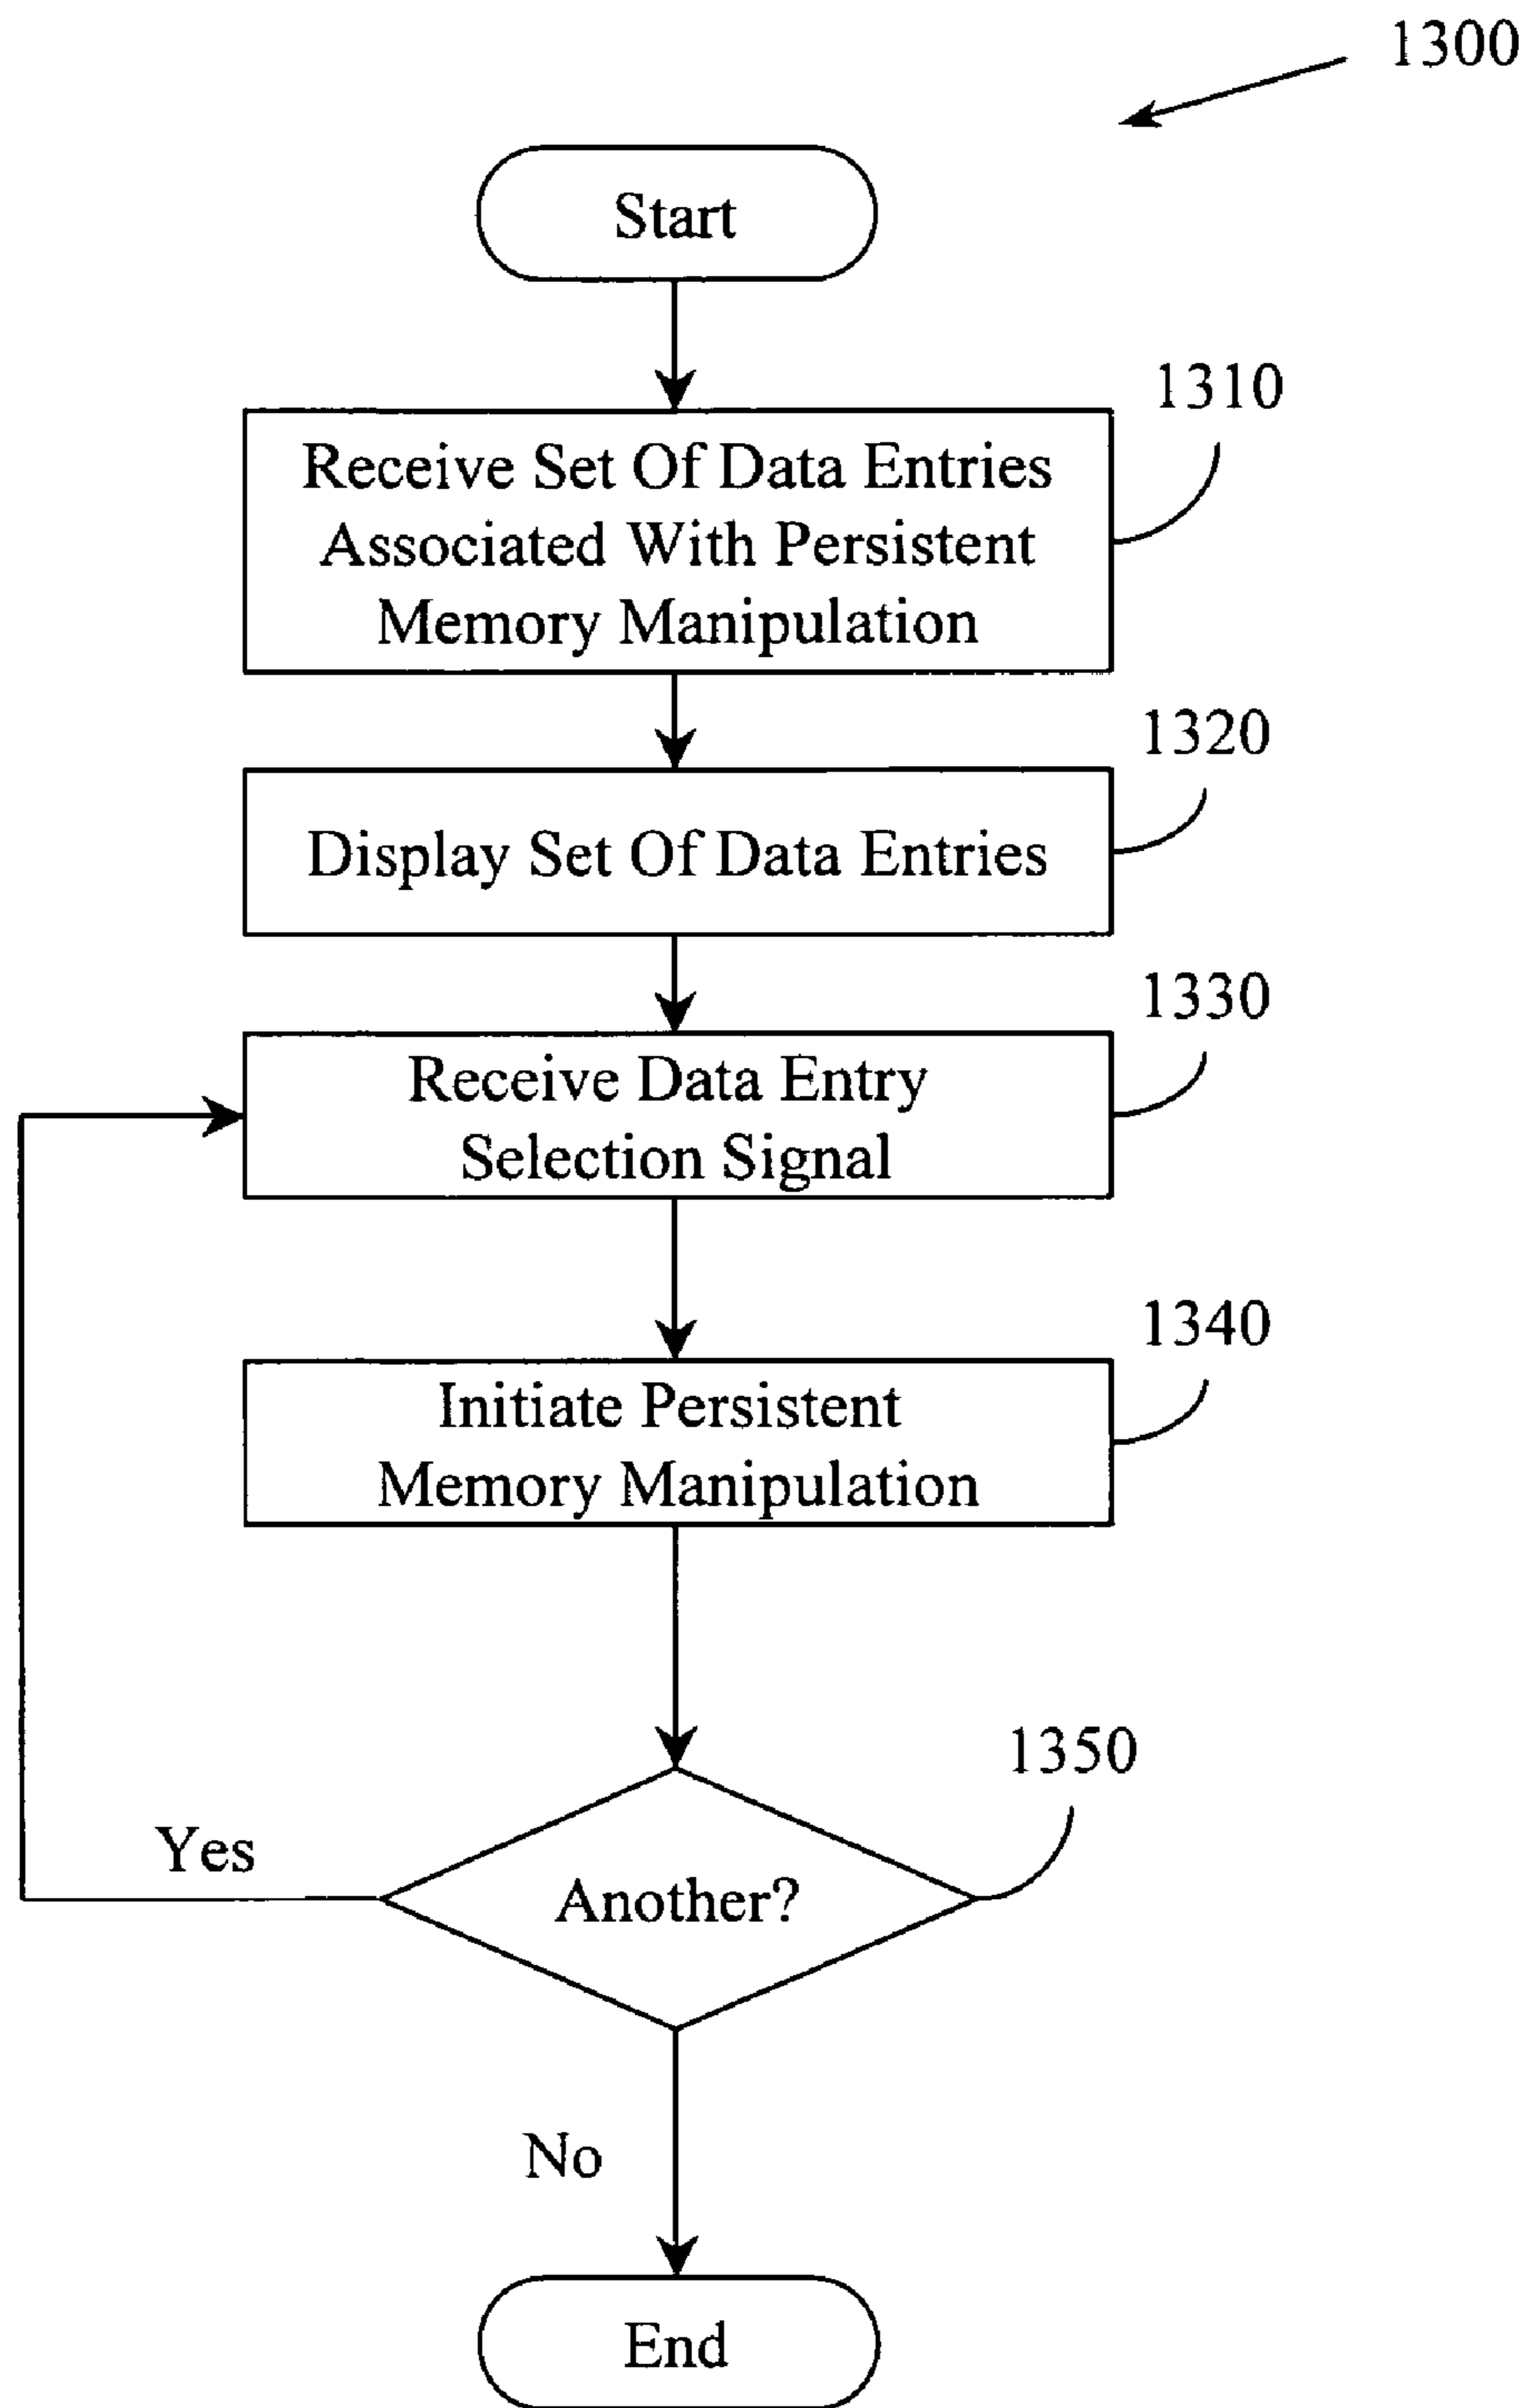 1300
Start
1310
Receive Set Of Data Entries
Associated With Persistent
Memory Manipulation
1320
Display Set Of Data Entries
1330
Receive Data Entry
Selection Signal
1340
Initiate Persistent
Memory Manipulation
1350
Yes
Another?
No
End